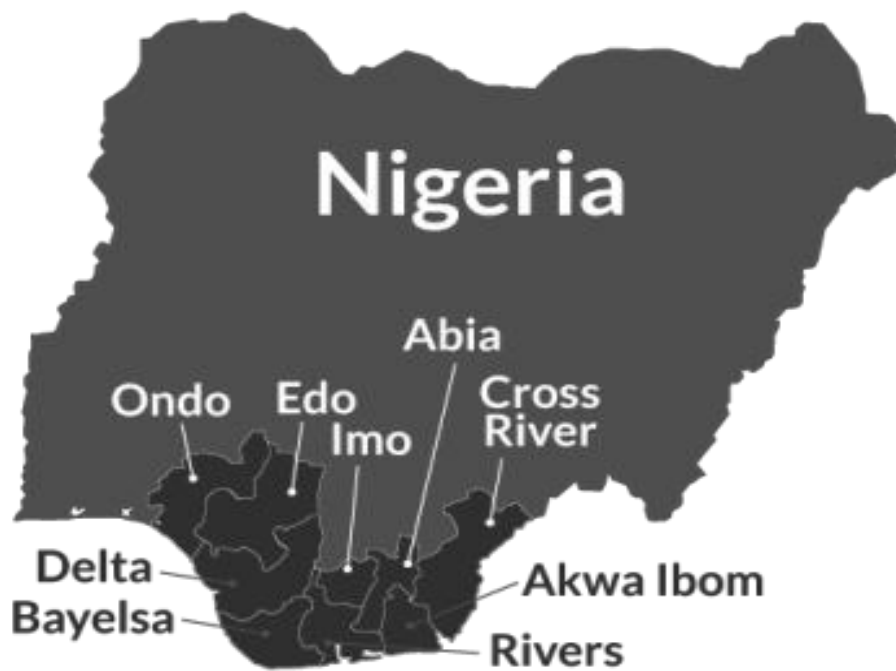 Nigeria
Abia
Cross
River
Ondo
Edo
Imo
Delta
Bayelsa
Akwa Ibom
Rivers